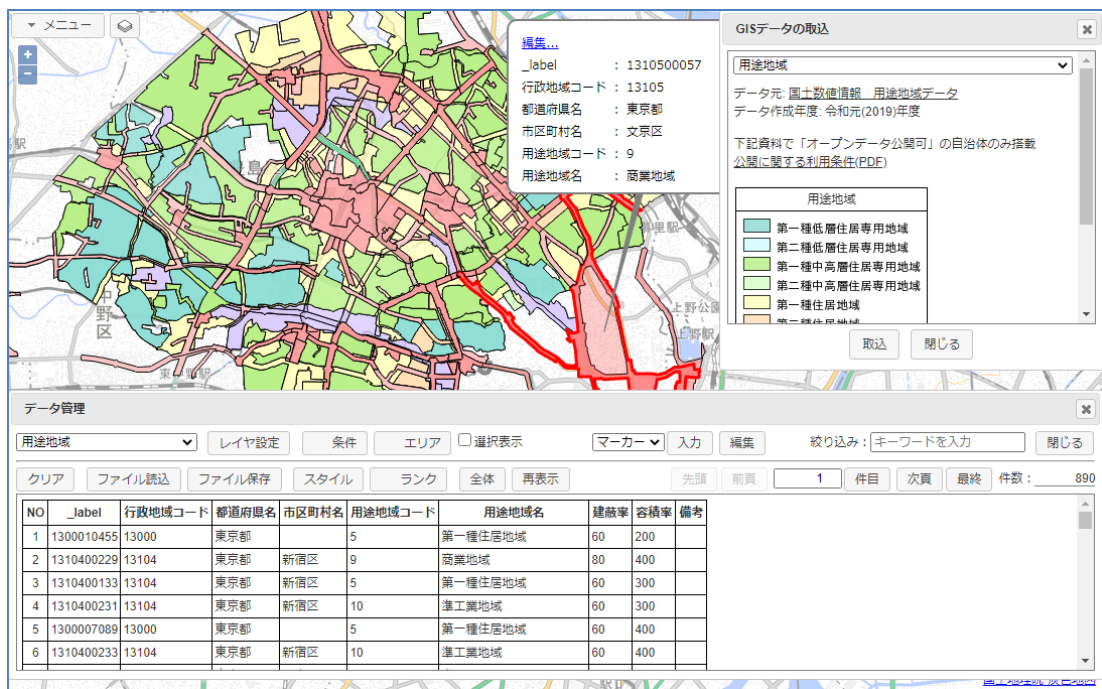 メニュー
編集...
_label : 1310500057
行政地域コード : 13105
都道府県名 : 東京都
市区町村名 : 文京区
用途地域コード : 9
用途地域名 : 商業地域
GISデータの取込
用途地域
データ元: 国土数値情報 用途地域データ
データ作成年度: 令和元(2019)年度
下記資料で「オープンデータ公開可」の自治体のみ搭載
公開に関する利用条件(PDF)
用途地域
第一種低層住居専用地域
第二種低層住居専用地域
第一種中高層住居専用地域
第二種中高層住居専用地域
第一種住居地域
第二種住居地域
取込 閉じる
島
中野区
上野公園
上野駅
データ管理
用途地域 レイヤ設定 条件 エリア 選択表示 マーカー 入力 編集 絞り込み: キーワードを入力 閉じる
クリア ファイル読込 ファイル保存 スタイル ランク 全体 再表示 先頭 前頁 1 件目 次頁 最終 件数: 890
NO _label 行政地域コード 都道府県名 市区町村名 用途地域コード 用途地域名 建蔽率 容積率 備考
1 1300010455 13000 東京都 5 第一種住居地域 60 200
2 1310400229 13104 東京都 新宿区 9 商業地域 80 400
3 1310400133 13104 東京都 新宿区 5 第一種住居地域 60 300
4 1310400231 13104 東京都 新宿区 10 準工業地域 60 300
5 1300007089 13000 東京都 5 第一種住居地域 60 400
6 1310400233 13104 東京都 新宿区 10 準工業地域 60 400
国土地理院 淡色地図